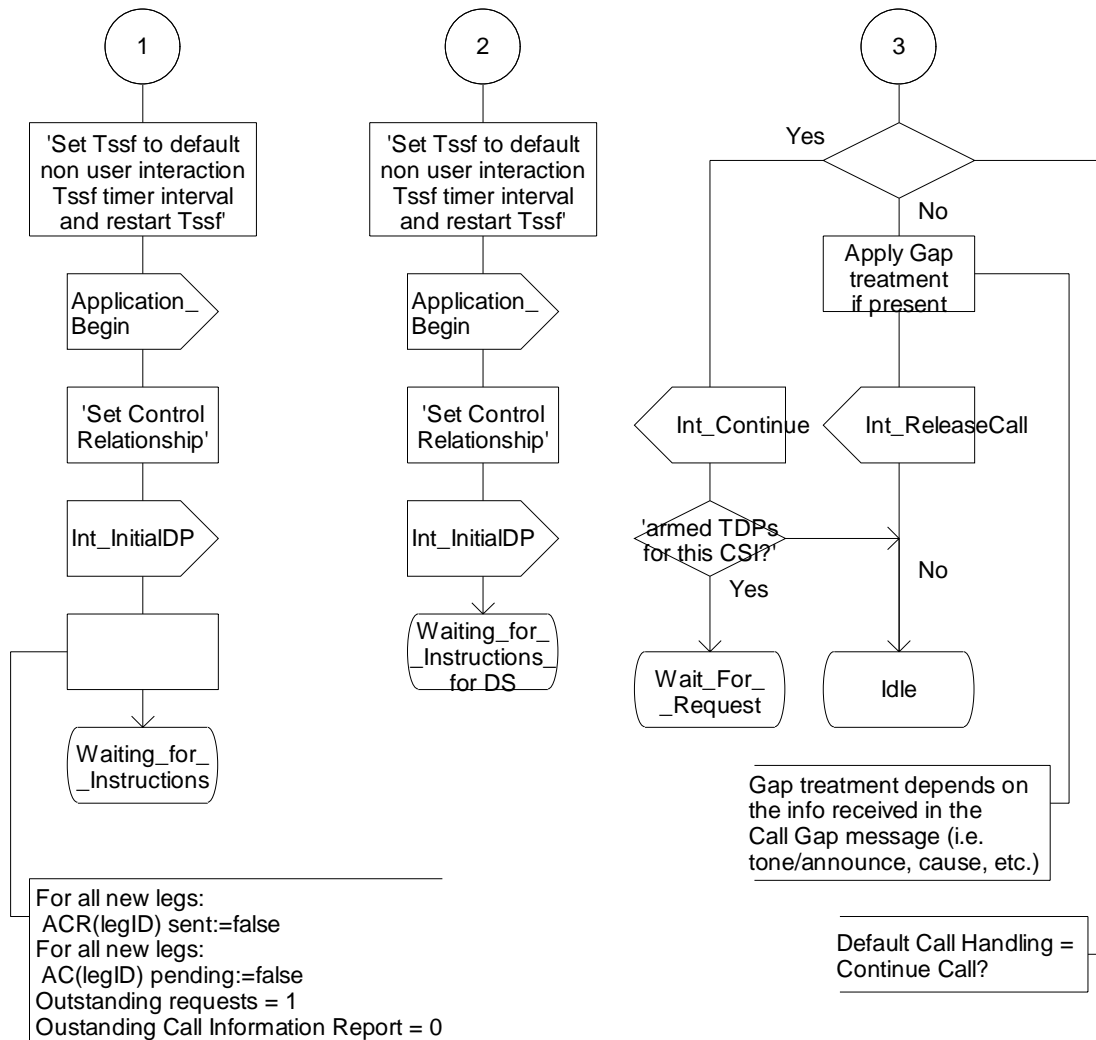 1
'Set Tssf to default
non user interaction
Tssf timer interval
and restart Tssf'
Application_
Begin
'Set Control
Relationship'
Int_InitialDP
Waiting_for_
_Instructions
For all new legs:
ACR(legID) sent:=false
For all new legs:
AC(legID) pending:=false
Outstanding requests = 1
Oustanding Call Information Report = 0
2
'Set Tssf to default
non user interaction
Tssf timer interval
and restart Tssf'
Application_
Begin
'Set Control
Relationship'
Int_InitialDP
Waiting_for_
_Instructions_
for DS
3
Yes
No
Apply Gap
treatment
if present
Int_Continue
Int_ReleaseCall
'armed TDPs
for this CSI?'
No
Yes
Wait_For_
_Request
Idle
Gap treatment depends on
the info received in the
Call Gap message (i.e.
tone/announce, cause, etc.)
Default Call Handling =
Continue Call?